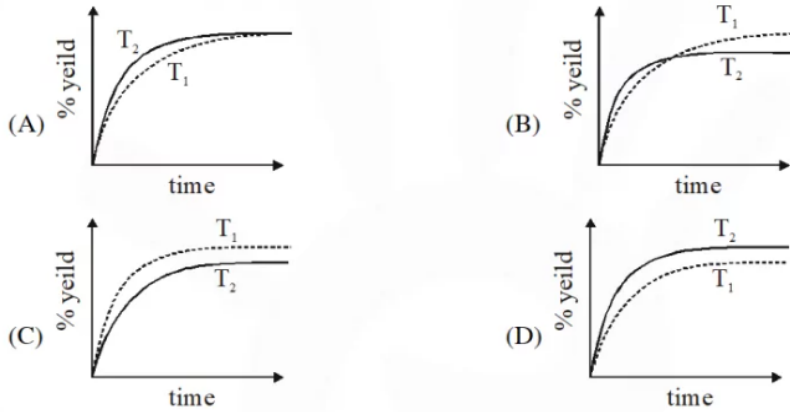 T₂
T₁
% yeild
(A)
time
T₁
T₂
% yeild
(B)
time
T₁
T₂
% yeild
(C)
time
T₂
T₁
% yeild
(D)
time